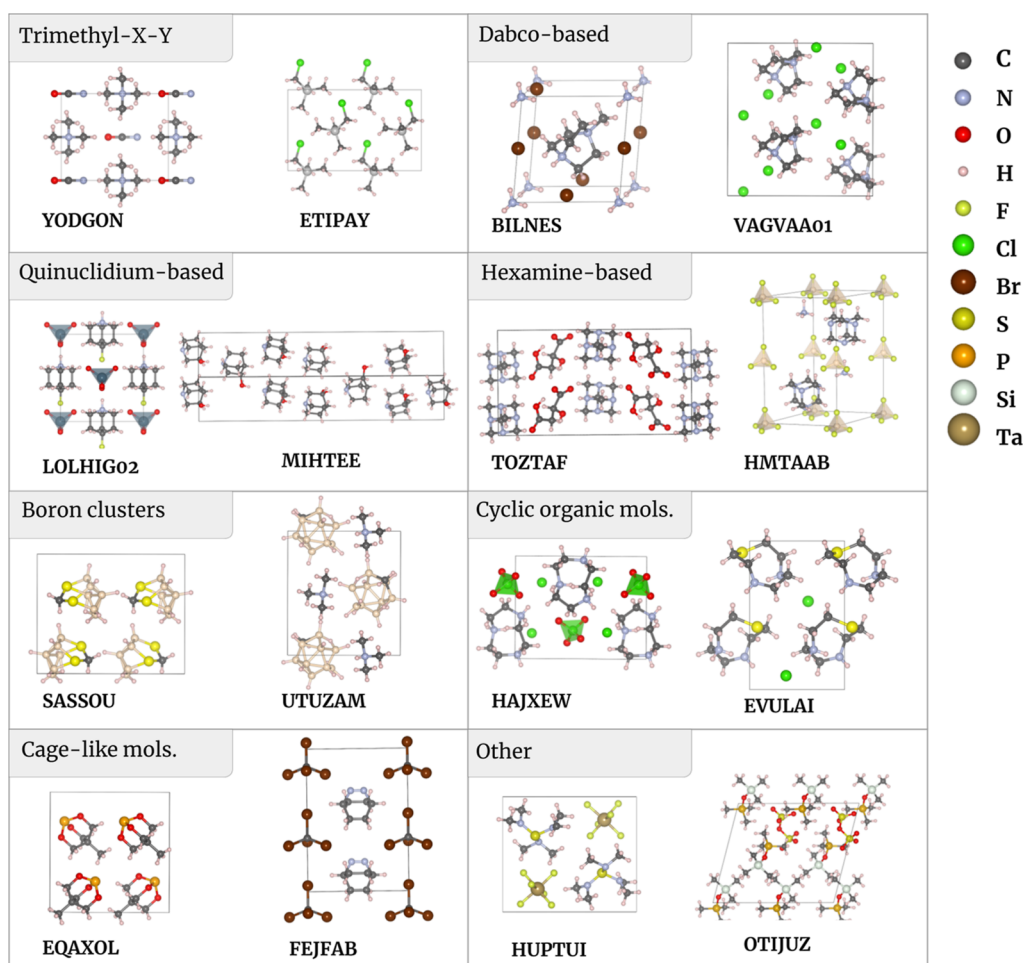 Trimethyl-X-Y
YODGON
ETIPAY
Dabco-based
BILNES
VAGVAA01
Quinuclidium-based
LOLHIG02
MIHTEE
Hexamine-based
TOZTAF
HMTAAB
Boron clusters
SASSOU
UTUZAM
Cyclic organic mols.
HAJXEW
EVULAI
Cage-like mols.
EQAXOL
FEJFAB
Other
HUPTUI
OTIJUZ
C
N
O
H
F
Cl
Br
S
P
Si
Ta